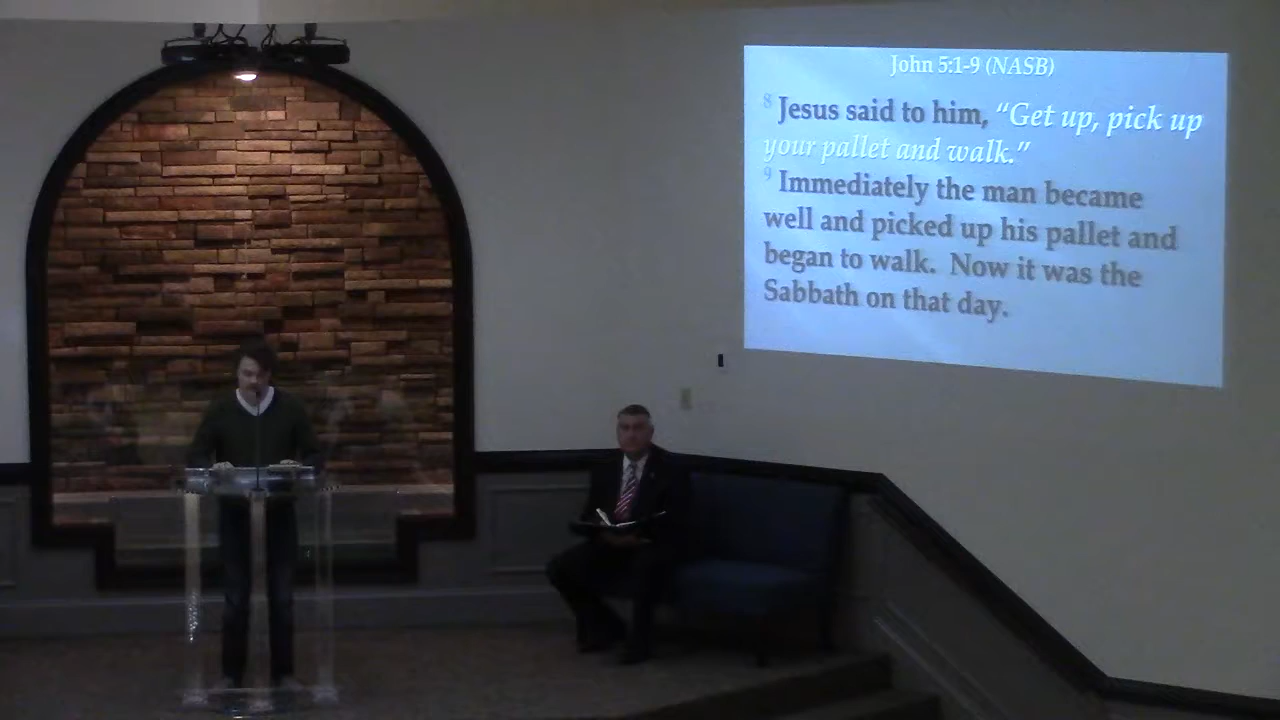 John 5:1-9 (NASB)
8 Jesus said to him, “Get up, pick up
your pallet and walk.”
9 Immediately the man became
well and picked up his pallet and
began to walk.  Now it was the
Sabbath on that day.